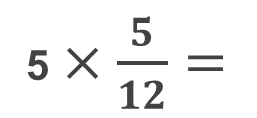 5 × 5/12 =